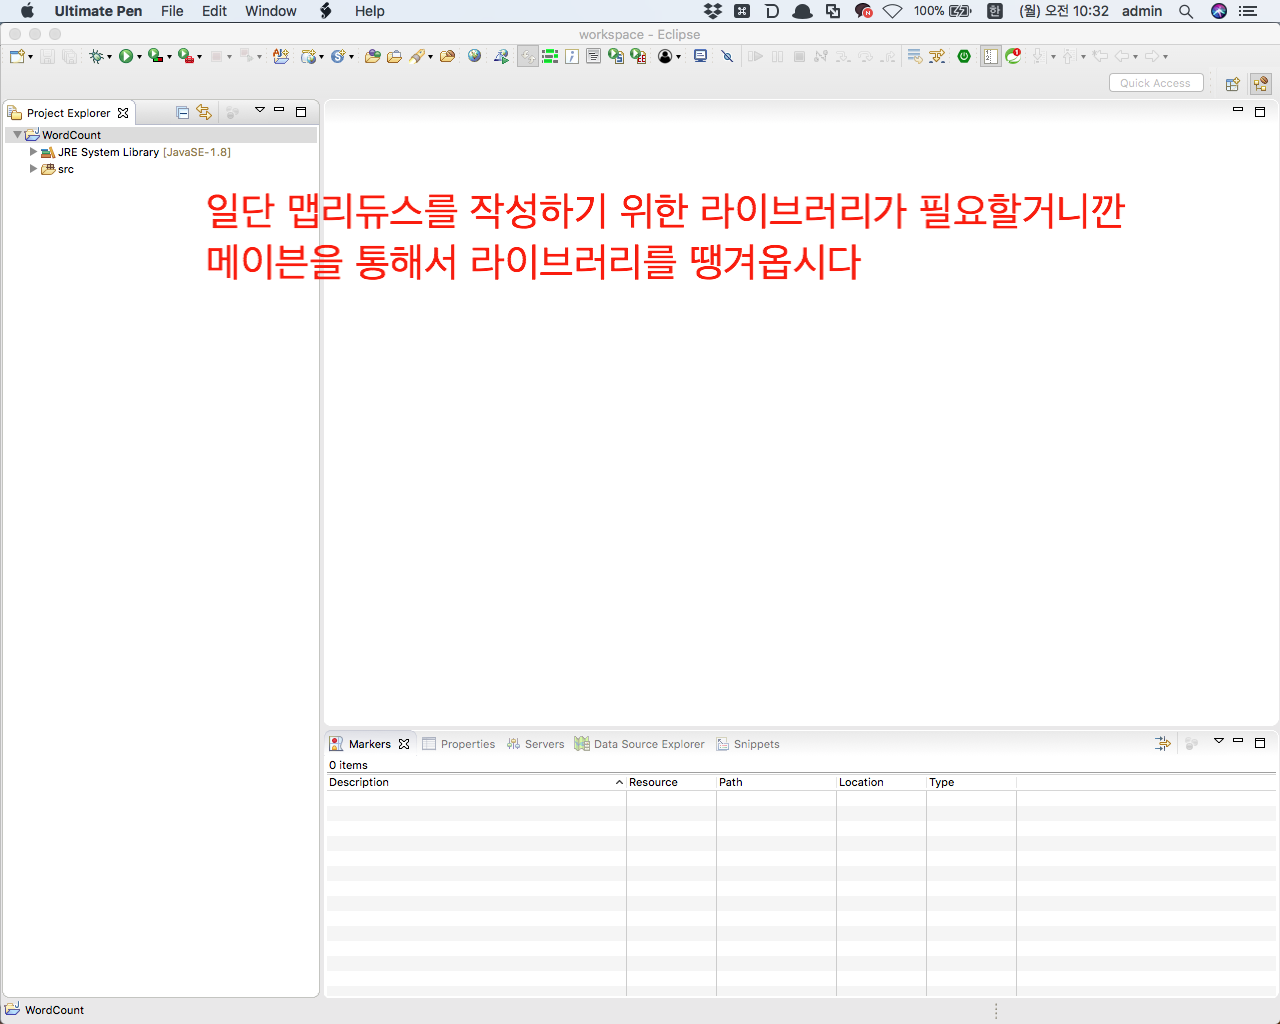 Ultimate Pen File Edit Window Help 100% 한 (월) 오전 10:32 admin
workspace - Eclipse
Quick Access
Project Explorer
WordCount
JRE System Library [JavaSE-1.8]
src
일단 맵리듀스를 작성하기 위한 라이브러리가 필요할거니깐
메이븐을 통해서 라이브러리를 땡겨옵시다
Markers Properties Servers Data Source Explorer Snippets
0 items
Description Resource Path Location Type
WordCount